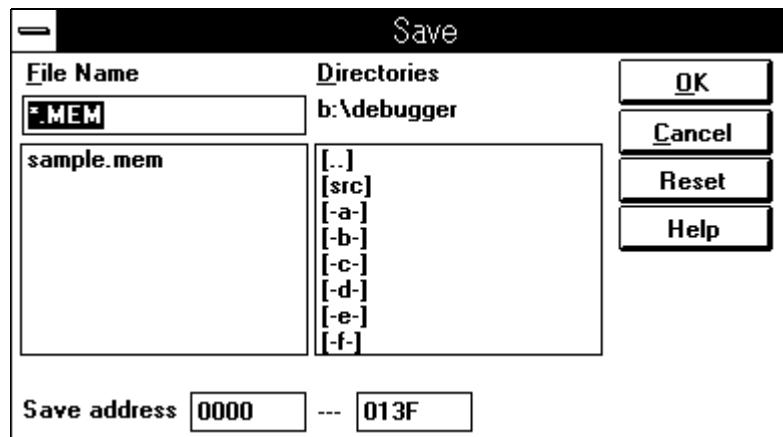 Save
File Name
*.MEM
sample.mem
Directories
b:\debugger
[..]
[src]
[-a-]
[-b-]
[-c-]
[-d-]
[-e-]
[-f-]
OK
Cancel
Reset
Help
Save address 0000 --- 013F